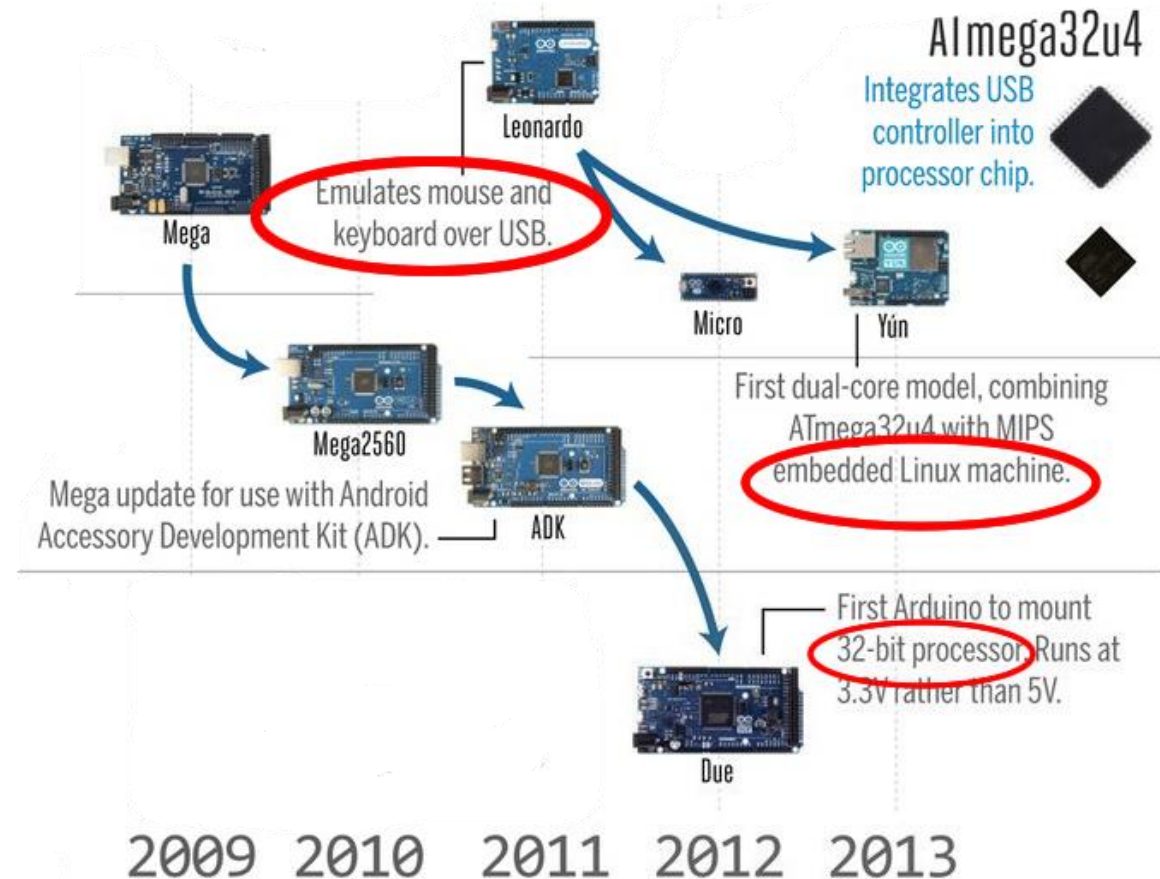 AImega32u4
Integrates USB
controller into
processor chip.
Leonardo
Emulates mouse and
keyboard over USB.
Mega
Micro
Yún
First dual-core model, combining
ATmega32u4 with MIPS
embedded Linux machine.
Mega2560
Mega update for use with Android
Accessory Development Kit (ADK).
ADK
First Arduino to mount
32-bit processor. Runs at
3.3V rather than 5V.
Due
2009 2010 2011 2012 2013